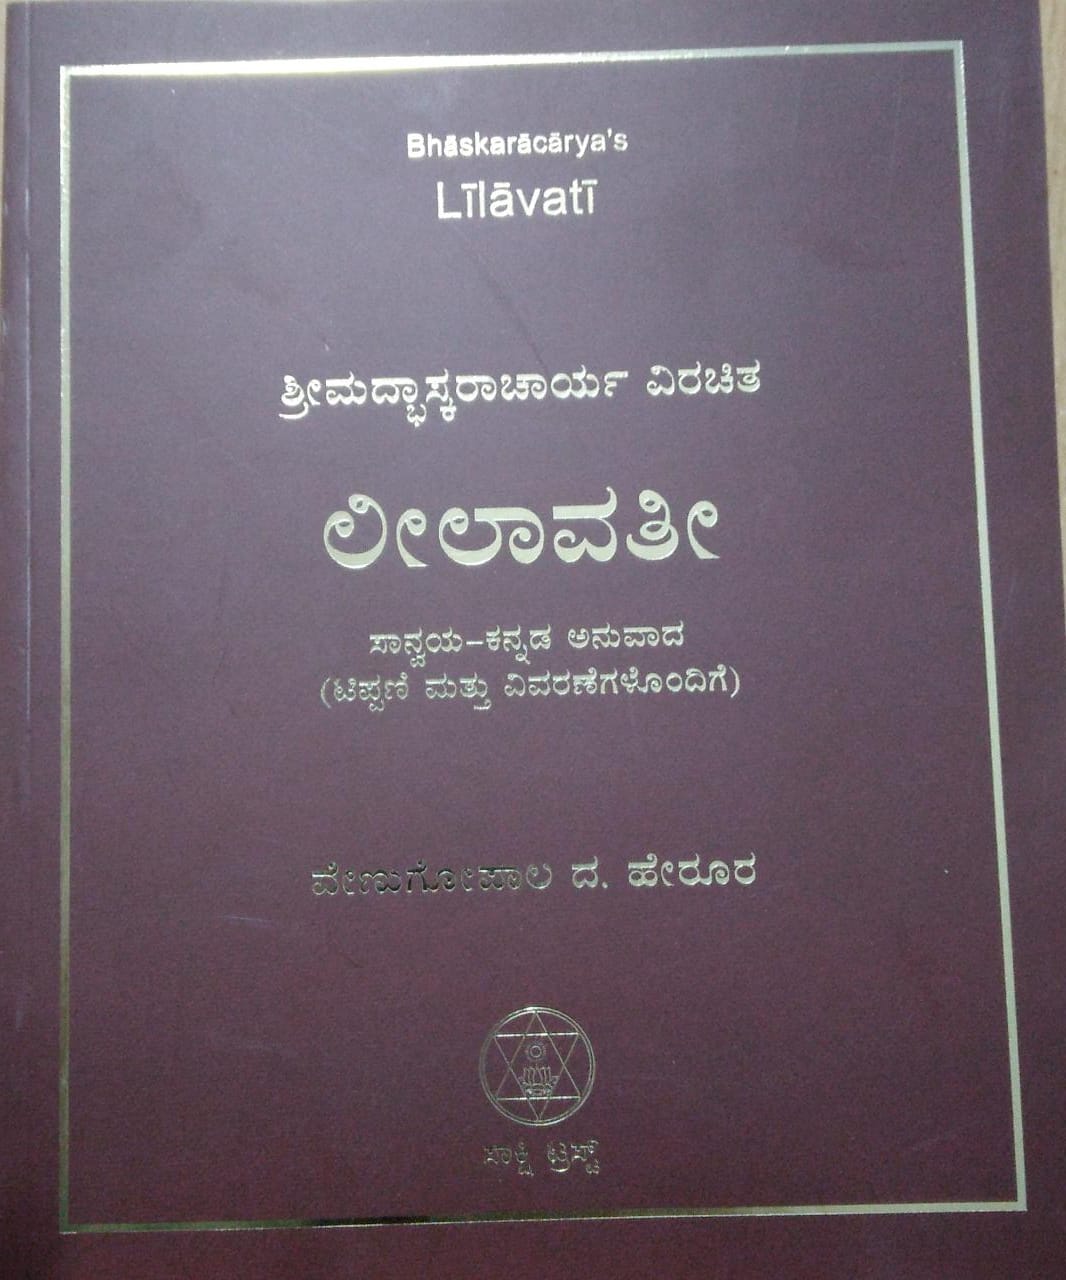 Bhāskarācārya's
Līlāvatī
ಶ್ರೀಮದ್ಭಾಸ್ಕರಾಚಾರ್ಯ ವಿರಚಿತ
ಲೀಲಾವತೀ
ಸಾನ್ವಯ-ಕನ್ನಡ ಅನುವಾದ
(ಟಿಪ್ಪಣಿ ಮತ್ತು ವಿವರಣೆಗಳೊಂದಿಗೆ)
ವೇಣುಗೋಪಾಲ ದ. ಹೇರೂರ
ಸಾಕ್ಷಿ ಟ್ರಸ್ಟ್